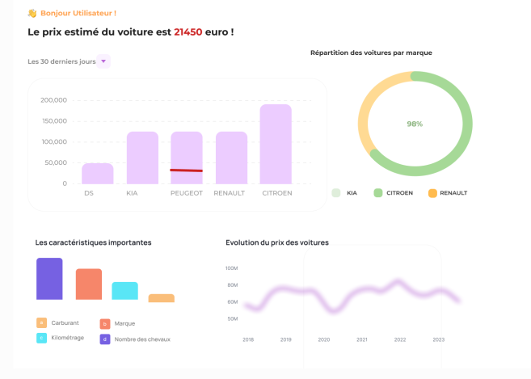 👋 Bonjour Utilisateur !
Le prix estimé du voiture est 21450 euro !
Les 30 derniers jours
200,000
150,000
100,000
50,000
0
DS KIA PEUGEOT RENAULT CITROEN
Répartition des voitures par marque
98%
KIA CITROEN RENAULT
Les caractéristiques importantes
Carburant Marque
Kilométrage d Nombre des chevaux
Evolution du prix des voitures
100M
80M
60M
50M
2018 2019 2020 2021 2022 2023